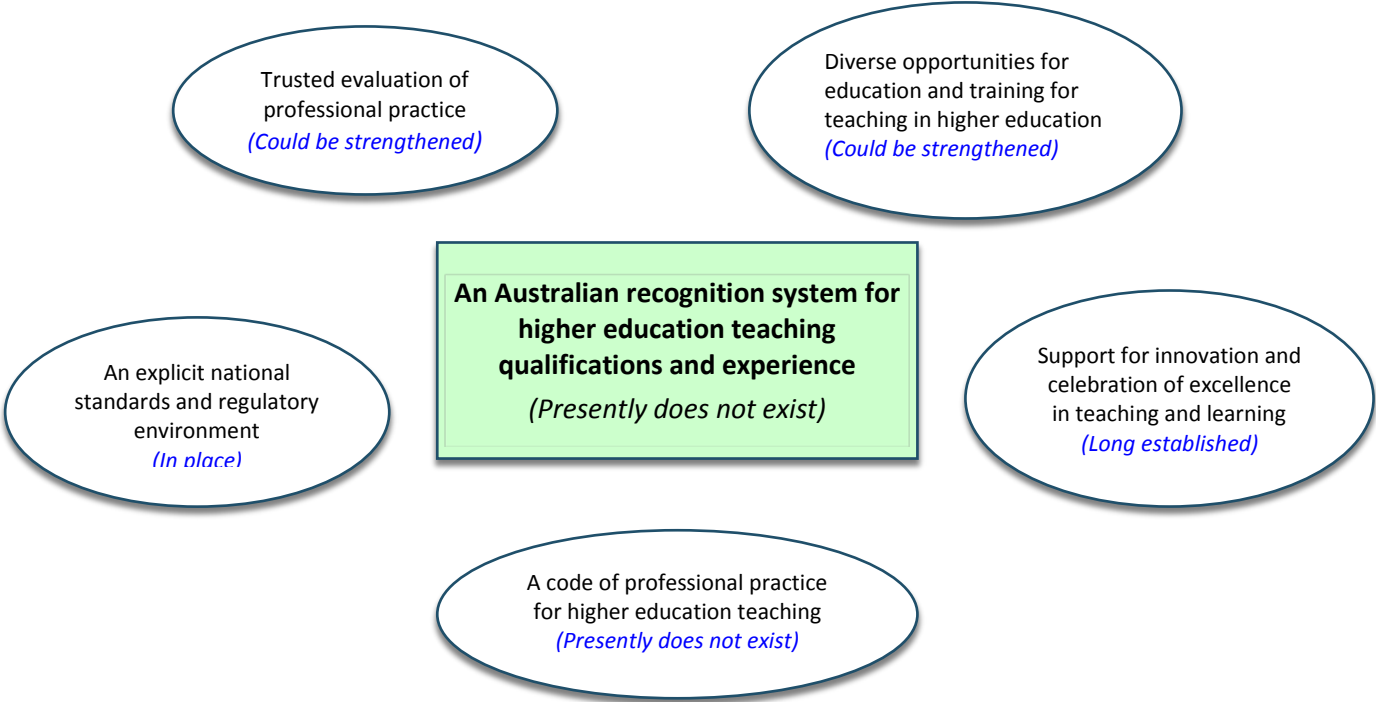 Trusted evaluation of
professional practice
(Could be strengthened)
Diverse opportunities for
education and training for
teaching in higher education
(Could be strengthened)
An Australian recognition system for
higher education teaching
qualifications and experience
(Presently does not exist)
An explicit national
standards and regulatory
environment
(In place)
Support for innovation and
celebration of excellence
in teaching and learning
(Long established)
A code of professional practice
for higher education teaching
(Presently does not exist)